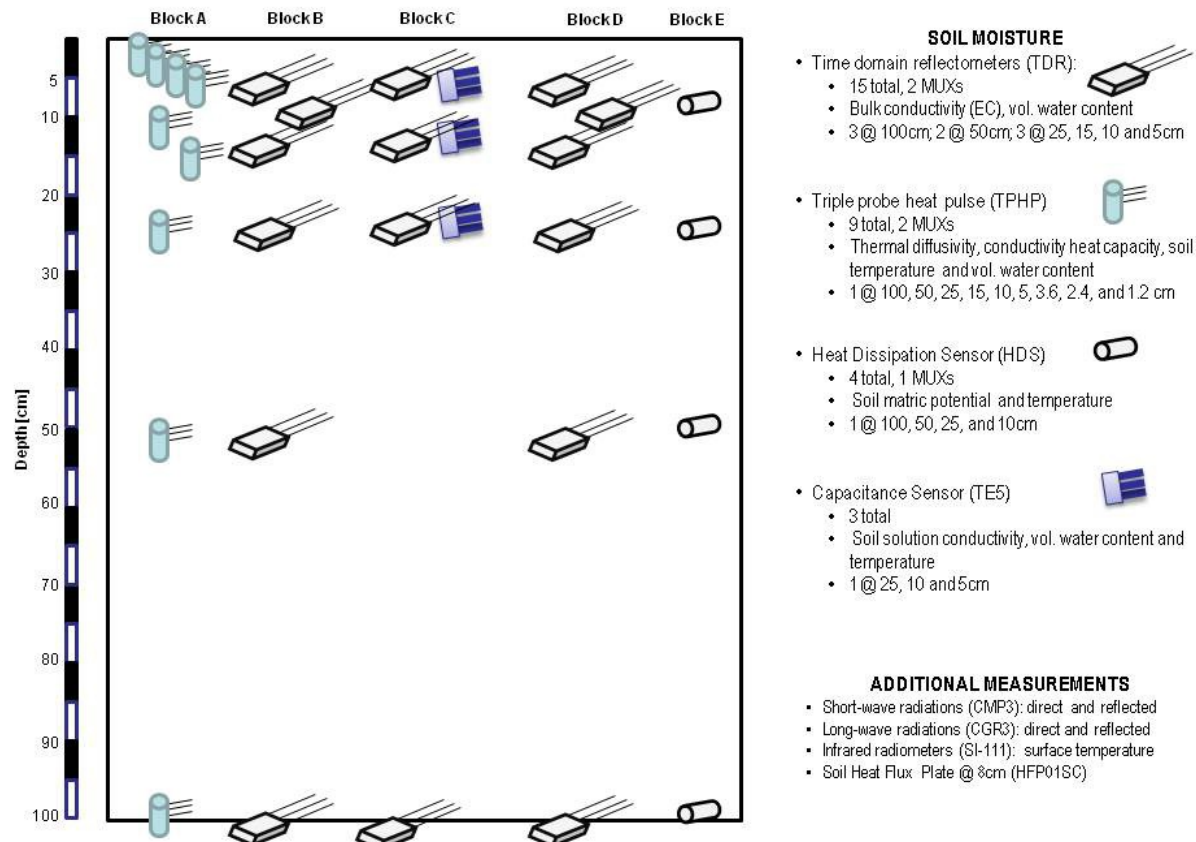 Block A Block B Block C Block D Block E
Depth [cm]
5
10
20
30
40
50
60
70
80
90
100
SOIL MOISTURE
• Time domain reflectometers (TDR):
• 15 total, 2 MUXs
• Bulk conductivity (EC), vol. water content
• 3 @ 100cm; 2 @ 50cm; 3 @ 25, 15, 10 and 5cm
• Triple probe heat pulse (TPHP)
• 9 total, 2 MUXs
• Thermal diffusivity, conductivity heat capacity, soil
temperature and vol. water content
• 1 @ 100, 50, 25, 15, 10, 5, 3.6, 2.4, and 1.2 cm
• Heat Dissipation Sensor (HDS)
• 4 total, 1 MUXs
• Soil matric potential and temperature
• 1 @ 100, 50, 25, and 10cm
• Capacitance Sensor (TE5)
• 3 total
• Soil solution conductivity, vol. water content and
temperature
• 1 @ 25, 10 and 5cm
ADDITIONAL MEASUREMENTS
• Short-wave radiations (CMP3): direct and reflected
• Long-wave radiations (CGR3): direct and reflected
• Infrared radiometers (SI-111): surface temperature
• Soil Heat Flux Plate @ 8cm (HFP01SC)